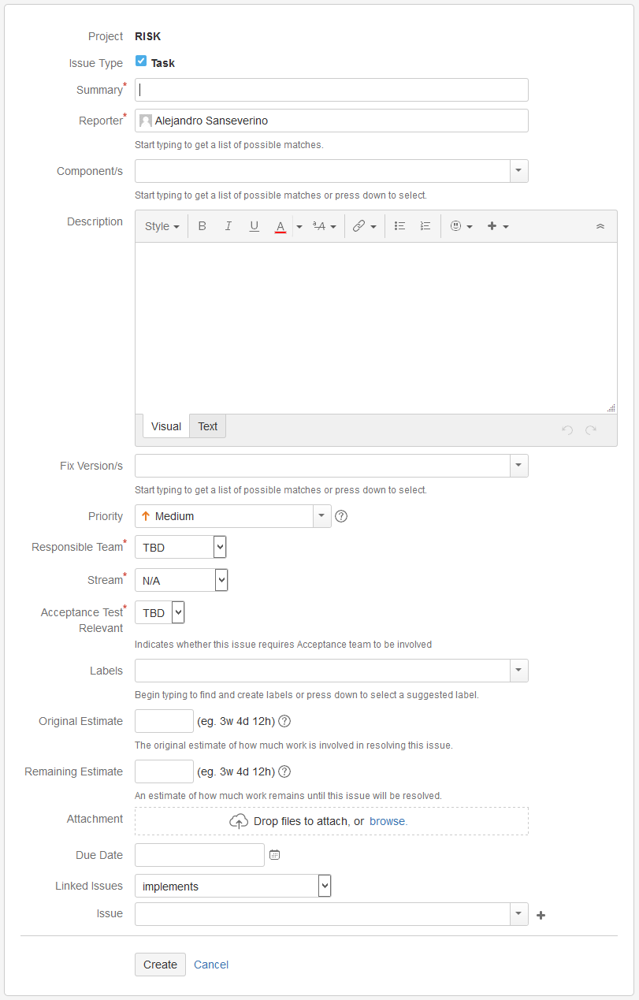 Project RISK
Issue Type Task
Summary*
Reporter* Alejandro Sanseverino
Start typing to get a list of possible matches.
Component/s
Start typing to get a list of possible matches or press down to select.
Description Style B I U A ªA
Visual Text
Fix Version/s
Start typing to get a list of possible matches or press down to select.
Priority Medium ?
Responsible Team* TBD
Stream* N/A
Acceptance Test* TBD
Relevant
Indicates whether this issue requires Acceptance team to be involved
Labels
Begin typing to find and create labels or press down to select a suggested label.
Original Estimate (eg. 3w 4d 12h) ?
The original estimate of how much work is involved in resolving this issue.
Remaining Estimate (eg. 3w 4d 12h) ?
An estimate of how much work remains until this issue will be resolved.
Attachment Drop files to attach, or browse.
Due Date
Linked Issues implements
Issue
Create Cancel